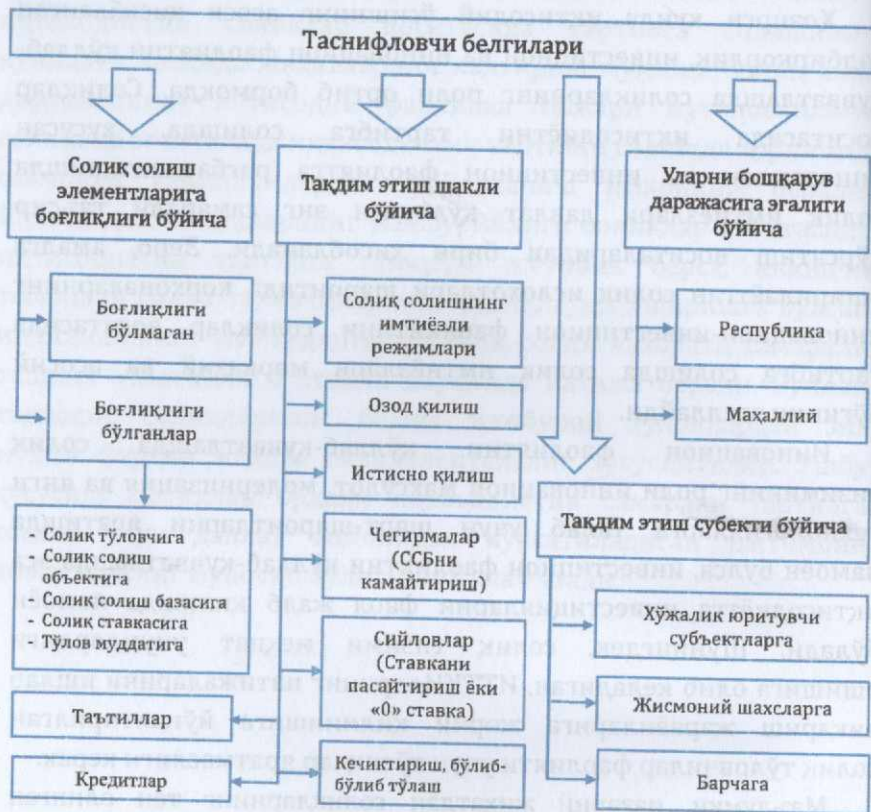 Таснифловчи белгилари
Солиқ солиш
элементларига
боғлиқлиги бўйича
Боғлиқлиги
бўлмаган
Боғлиқлиги
бўлганлар
- Солиқ тўловчига
- Солиқ солиш
объектига
- Солиқ солиш базасига
- Солиқ ставкасига
- Тўлов муддатига
Таътиллар
Кредитлар
Тақдим этиш шакли
бўйича
Солиқ солишнинг
имтиёзли
режимлари
Озод қилиш
Истисно қилиш
Чегирмалар
(ССБни
камайтириш)
Сийловлар
(Ставкани
пасайтириш ёки
«0» ставка)
Кечиктириш, бўлиб-
бўлиб тўлаш
Уларни бошқарув
даражасига эгалиги
бўйича
Республика
Маҳаллий
Тақдим этиш субекти бўйича
Хўжалик юритувчи
субъектларга
Жисмоний шахсларга
Барчага